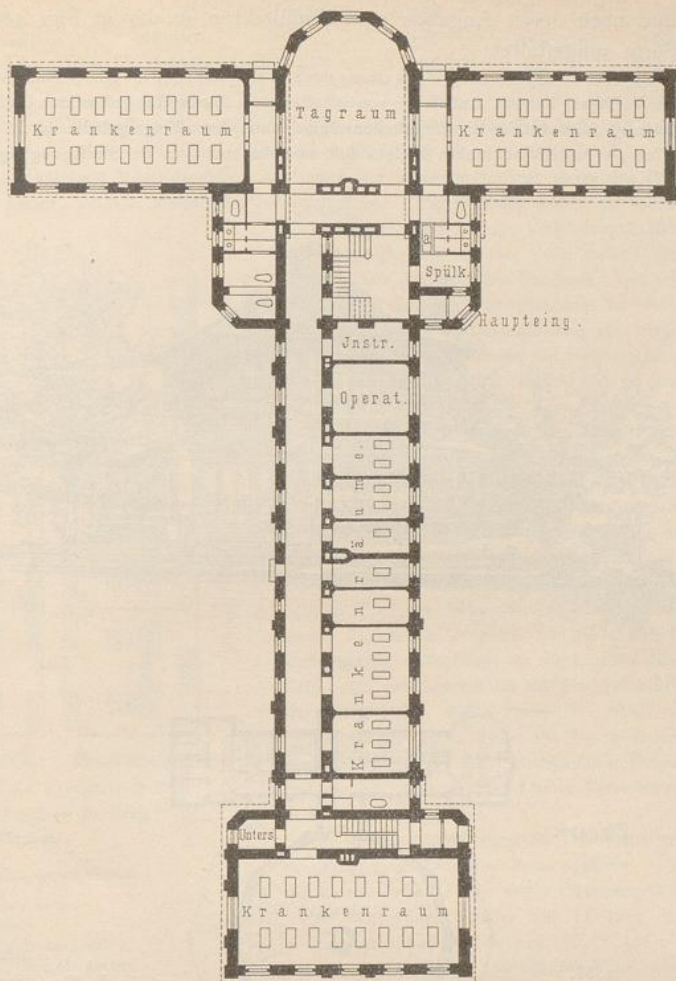 Tagraum
Krankenraum
Krankenraum
a
Spülk.
Haupteing.
Jnstr.
Operat.
Krankenräume.
Unters
Krankenraum